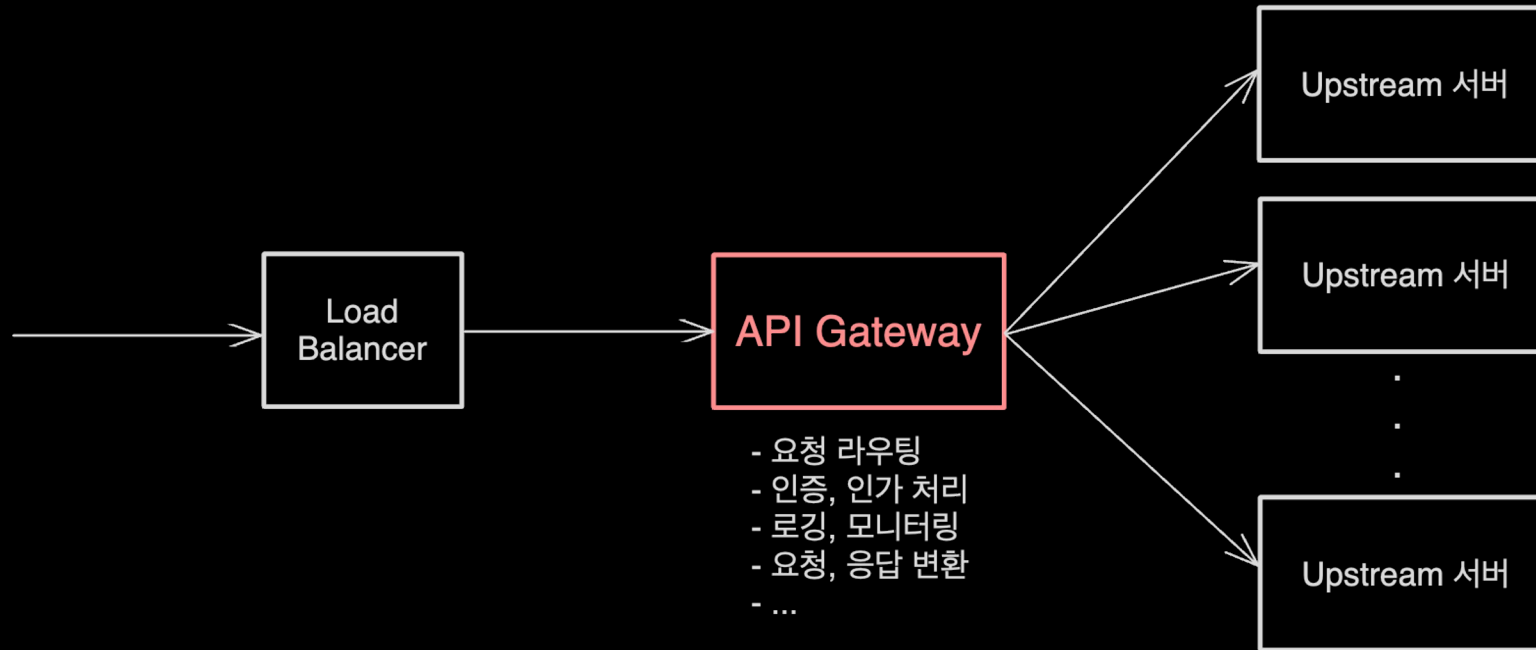 Load
Balancer
API Gateway
- 요청 라우팅
- 인증, 인가 처리
- 로깅, 모니터링
- 요청, 응답 변환
- ...
Upstream 서버
Upstream 서버
.
.
.
Upstream 서버